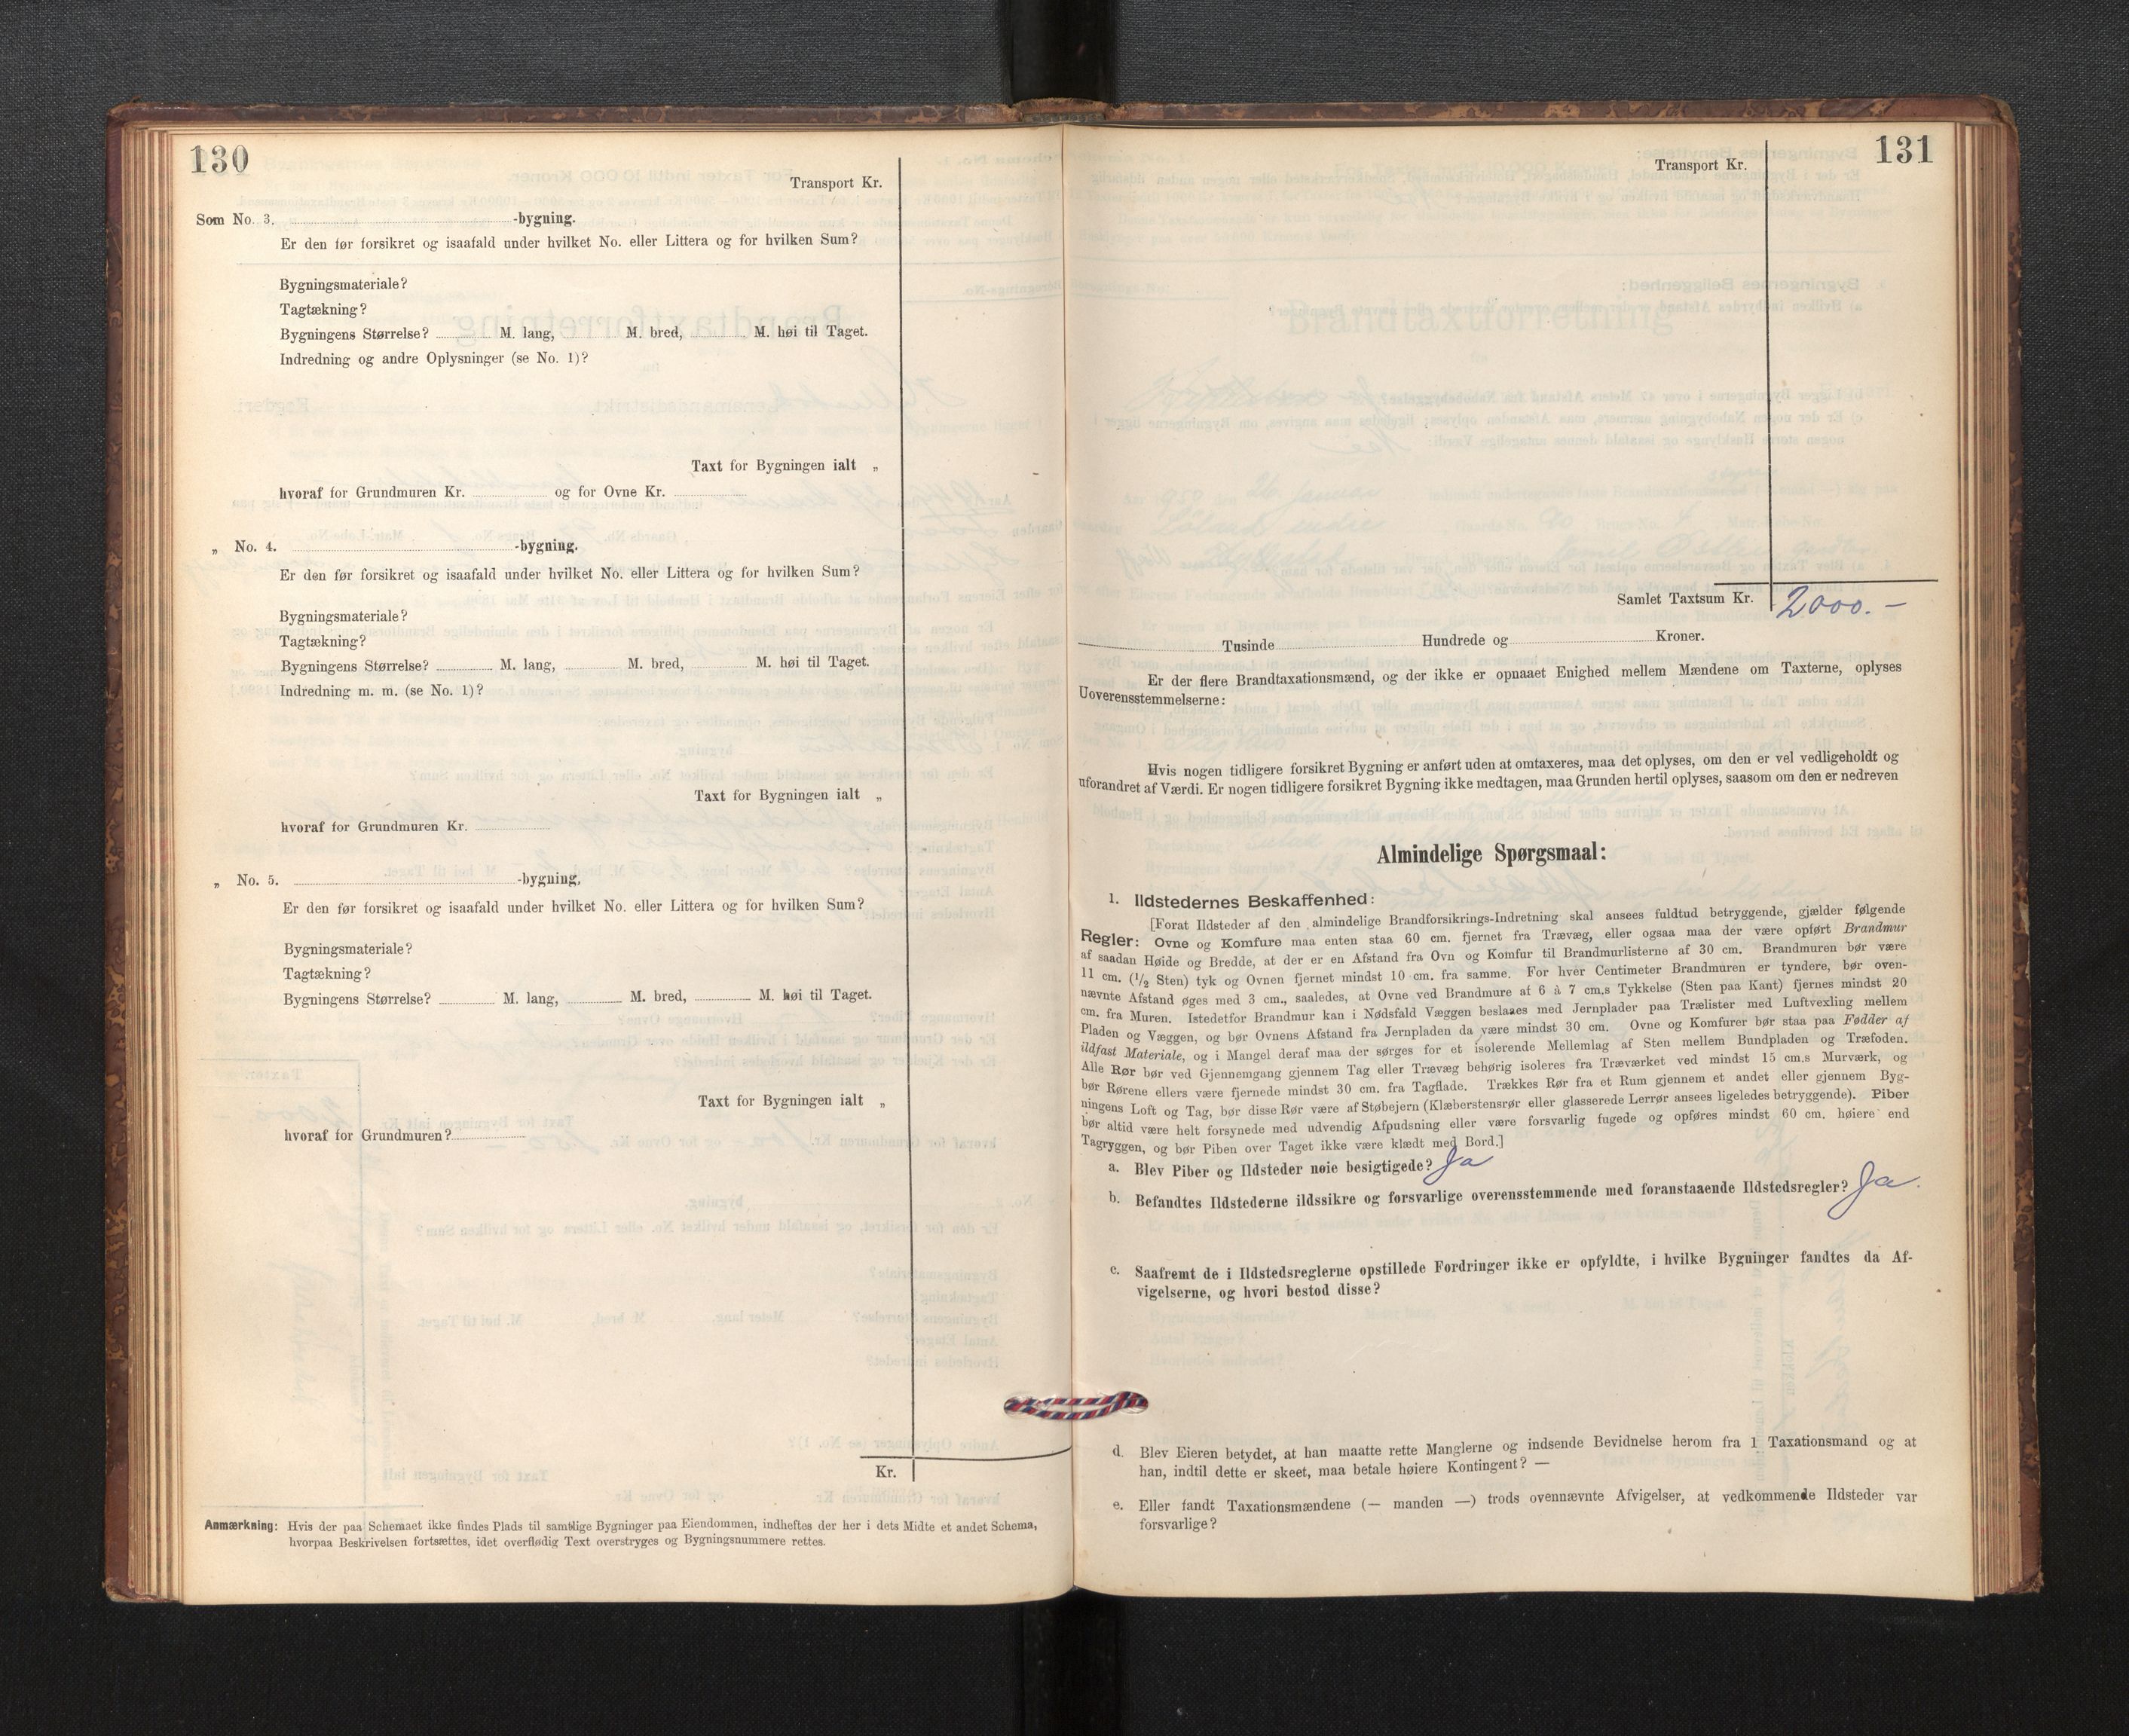 130
Transport Kr.
Som No. 3. -bygning.
Er den før forsikret og isaafald under hvilket No. eller Littera og for hvilken Sum?
Bygningsmateriale?
Tagtækning?
Bygningens Størrelse? M. lang, M. bred, M. høi til Taget.
Indredning og andre Oplysninger (se No. 1)?
Taxt for Bygningen ialt „
hvoraf for Grundmuren Kr. og for Ovne Kr.
„ No. 4. -bygning.
Er den før forsikret og isaafald under hvilket No. eller Littera og for hvilken Sum?
Bygningsmateriale?
Tagtækning?
Bygningens Størrelse? M. lang, M. bred, M. høi til Taget.
Indredning m. m. (se No. 1)?
Taxt for Bygningen ialt „
hvoraf for Grundmuren Kr.
„ No. 5. -bygning.
Er den før forsikret og isaafald under hvilket No. eller Littera og for hvilken Sum?
Bygningsmateriale?
Tagtækning?
Bygningens Størrelse? M. lang, M. bred, M. høi til Taget.
Taxt for Bygningen ialt „
hvoraf for Grundmuren?
Kr.
Anmærkning: Hvis der paa Schemaet ikke findes Plads til samtlige Bygninger paa Eiendommen, indheftes der her i dets Midte et andet Schema,
hvorpaa Beskrivelsen fortsættes, idet overflødig Text overstryges og Bygningsnummere rettes.
131
Transport Kr.
Samlet Taxtsum Kr. 2000.-
Tusinde Hundrede og Kroner.
Er der flere Brandtaxationsmænd, og der ikke er opnaaet Enighed mellem Mændene om Taxterne, oplyses
Uoverensstemmelserne:
Hvis nogen tidligere forsikret Bygning er anført uden at omtaxeres, maa det oplyses, om den er vel vedligeholdt og
uforandret af Værdi. Er nogen tidligere forsikret Bygning ikke medtagen, maa Grunden hertil oplyses, saasom om den er nedreven
Almindelige Spørgsmaal:
1. Ildstedernes Beskaffenhed:
[Forat Ildsteder af den almindelige Brandforsikrings-Indretning skal ansees fuldtud betryggende, gjælder følgende
Regler: Ovne og Komfure maa enten staa 60 cm. fjernet fra Trævæg, eller ogsaa maa der være opført Brandmur
af saadan Høide og Bredde, at der er en Afstand fra Ovn og Komfur til Brandmurlisterne af 30 cm. Brandmuren bør være
11 cm. (1/2 Sten) tyk og Ovnen fjernet mindst 10 cm. fra samme. For hver Centimeter Brandmuren er tyndere, bør oven-
nævnte Afstand øges med 3 cm., saaledes, at Ovne ved Brandmure af 6 à 7 cm.s Tykkelse (Sten paa Kant) fjernes mindst 20
cm. fra Muren. Istedetfor Brandmur kan i Nødsfald Væggen beslaaes med Jernplader paa Trælister med Luftvexling mellem
Pladen og Væggen, og bør Ovnens Afstand fra Jernpladen da være mindst 30 cm. Ovne og Komfurer bør staa paa Fødder af
ildfast Materiale, og i Mangel deraf maa der sørges for et isolerende Mellemlag af Sten mellem Bundpladen og Træfoden.
Alle Rør bør ved Gjennemgang gjennem Tag eller Trævæg behørig isoleres fra Træværket ved mindst 15 cm.s Murværk, og
bør Rørene ellers være fjernede mindst 30 cm. fra Tagflade. Trækkes Rør fra et Rum gjennem et andet eller gjennem Byg-
ningens Loft og Tag, bør disse Rør være af Støbejern (Klæberstensrør eller glasserede Lerrør ansees ligeledes betryggende). Piber
bør altid være helt forsynede med udvendig Afpudsning eller være forsvarlig fugede og opføres mindst 60 cm. høiere end
Tagryggen, og bør Piben over Taget ikke være klædt med Bord.]
a. Blev Piber og Ildsteder nøie besigtigede? Ja
b. Befandtes Ildstederne ildssikre og forsvarlige overensstemmende med foranstaaende Ildstedsregler? Ja.
c. Saafremt de i Ildstedsreglerne opstillede Fordringer ikke er opfyldte, i hvilke Bygninger fandtes da Af-
vigelserne, og hvori bestod disse?
d. Blev Eieren betydet, at han maatte rette Manglerne og indsende Bevidnelse herom fra 1 Taxationsmand og at
han, indtil dette er skeet, maa betale høiere Kontingent? —
e. Eller fandt Taxationsmændene (— manden —) trods ovennævnte Afvigelser, at vedkommende Ildsteder var
forsvarlige?